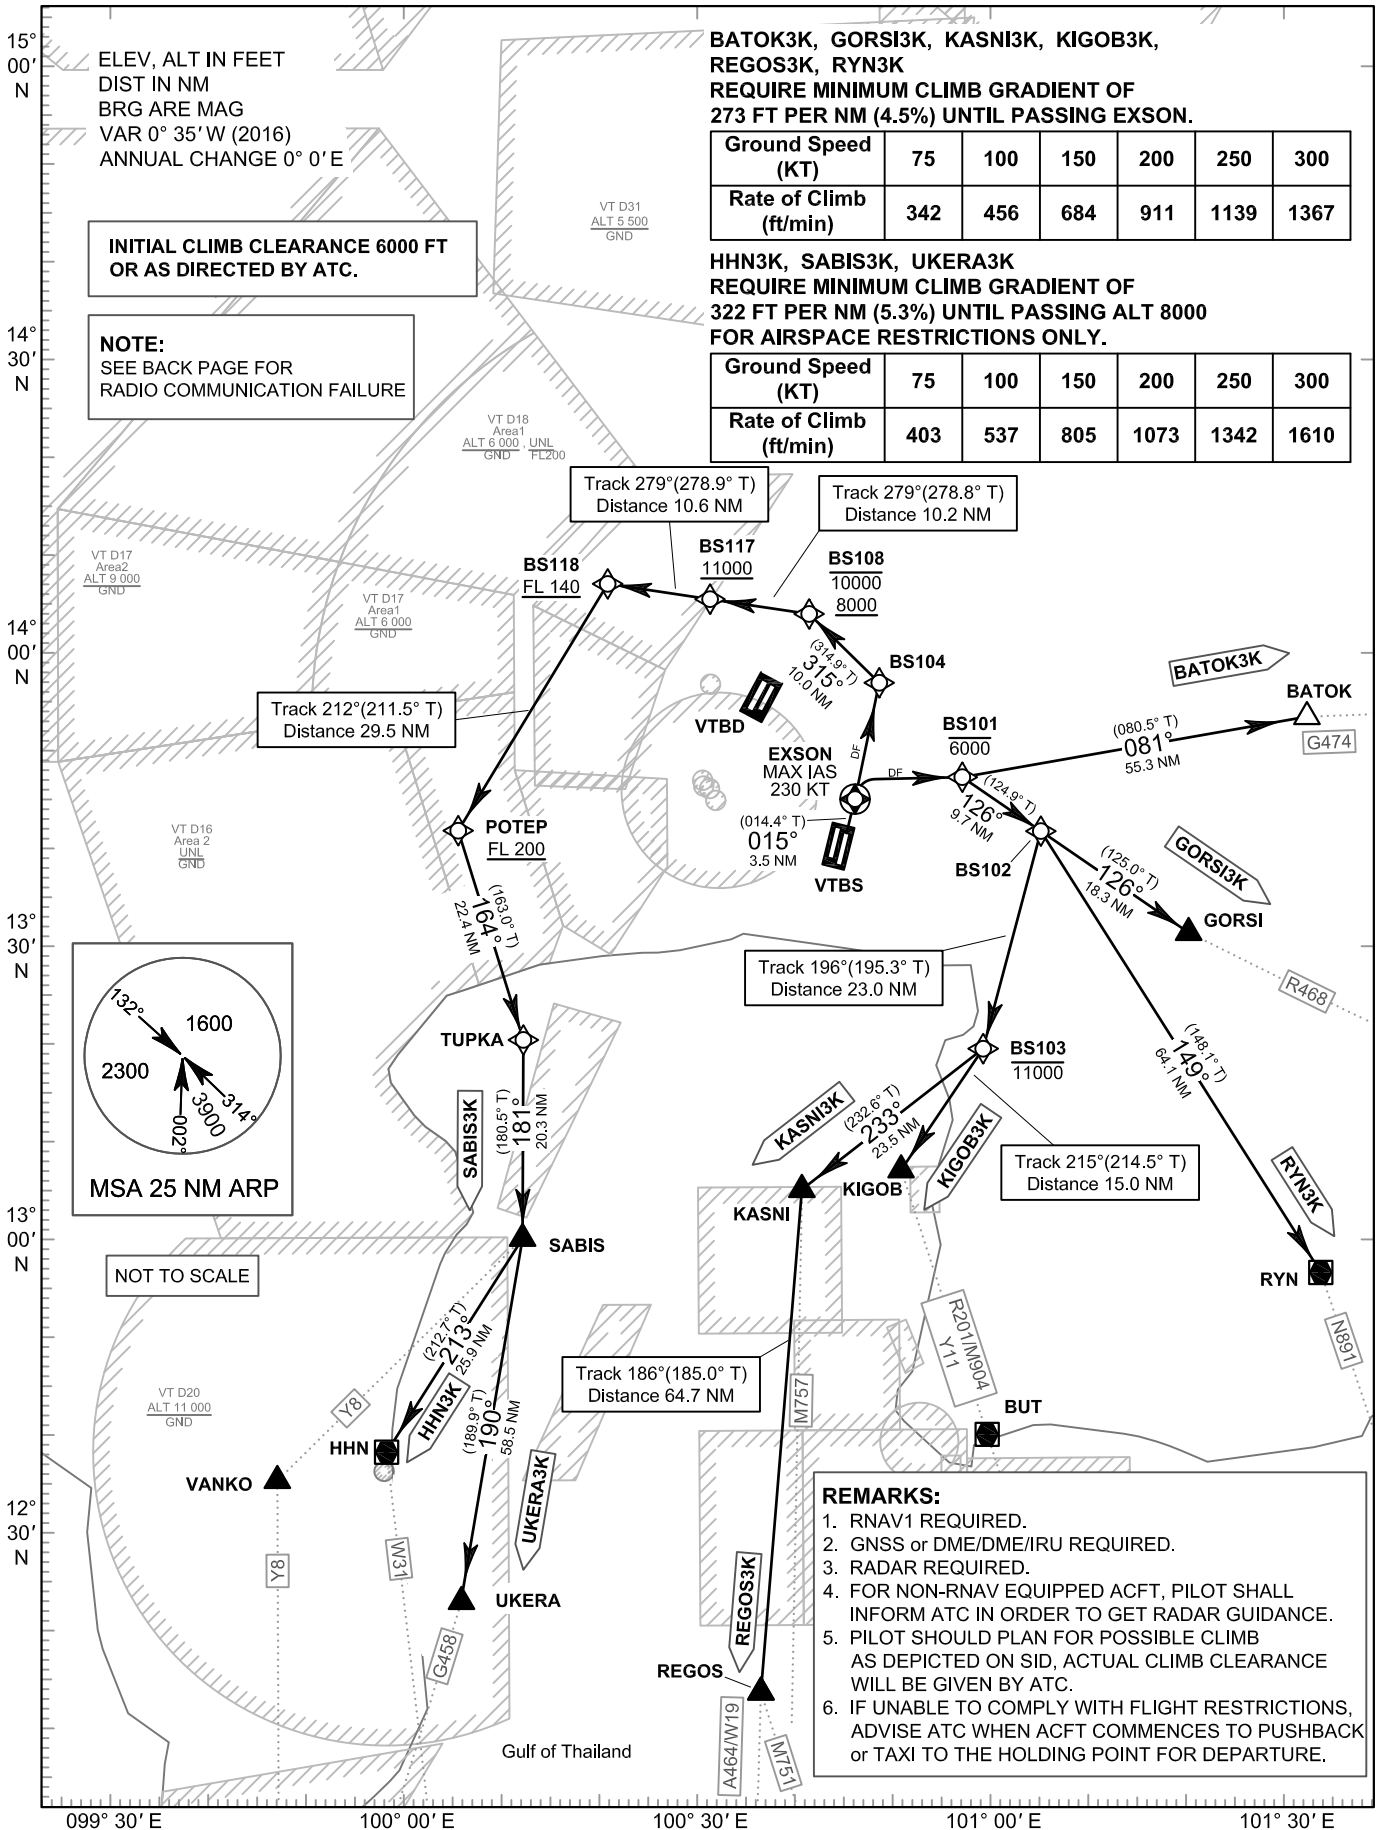 ELEV, ALT IN FEET
DIST IN NM
BRG ARE MAG
VAR 0° 35' W (2016)
ANNUAL CHANGE 0° 0' E
INITIAL CLIMB CLEARANCE 6000 FT
OR AS DIRECTED BY ATC.
NOTE:
SEE BACK PAGE FOR
RADIO COMMUNICATION FAILURE
BATOK3K, GORSI3K, KASNI3K, KIGOB3K,
REGOS3K, RYN3K
REQUIRE MINIMUM CLIMB GRADIENT OF
273 FT PER NM (4.5%) UNTIL PASSING EXSON.
Ground Speed (KT) 75 100 150 200 250 300
Rate of Climb (ft/min) 342 456 684 911 1139 1367
HHN3K, SABIS3K, UKERA3K
REQUIRE MINIMUM CLIMB GRADIENT OF
322 FT PER NM (5.3%) UNTIL PASSING ALT 8000
FOR AIRSPACE RESTRICTIONS ONLY.
Ground Speed (KT) 75 100 150 200 250 300
Rate of Climb (ft/min) 403 537 805 1073 1342 1610
15°
00'
N
14°
30'
N
14°
00'
N
13°
30'
N
13°
00'
N
12°
30'
N
VT D31
ALT 5 500
GND
VT D18
Area1
ALT 6 000 , UNL
GND FL200
VT D17
Area2
ALT 9 000
GND
VT D17
Area1
ALT 6 000
GND
VT D16
Area 2
UNL
GND
VT D20
ALT 11 000
GND
Track 279°(278.9° T)
Distance 10.6 NM
Track 279°(278.8° T)
Distance 10.2 NM
BS118
FL 140
BS117
11000
BS108
10000
8000
BS104
(314.9° T)
315°
10.0 NM
Track 212°(211.5° T)
Distance 29.5 NM
VTBD
EXSON
MAX IAS
230 KT
DF
DF
(014.4° T)
015°
3.5 NM
VTBS
BS101
6000
(080.5° T)
081°
55.3 NM
BATOK3K
BATOK
G474
(124.9° T)
126°
9.7 NM
BS102
(125.0° T)
126°
18.3 NM
GORSI3K
GORSI
R468
POTEP
FL 200
(163.0° T)
164°
22.4 NM
TUPKA
Track 196°(195.3° T)
Distance 23.0 NM
BS103
11000
(148.1° T)
149°
64.1 NM
RYN3K
RYN
N891
132°
1600
2300
3900
314°
002°
MSA 25 NM ARP
SABIS3K
(180.5° T)
181°
20.3 NM
SABIS
KASNI3K
(232.6° T)
233°
23.5 NM
KIGOB3K
KIGOB
KASNI
Track 215°(214.5° T)
Distance 15.0 NM
NOT TO SCALE
(212.7° T)
213°
25.9 NM
HHN3K
HHN
VANKO
Y8
Y8
W31
(189.9° T)
190°
58.5 NM
UKERA3K
UKERA
G458
Track 186°(185.0° T)
Distance 64.7 NM
M757
R201/M904
Y11
BUT
REGOS3K
REGOS
A464/W19
M751
Gulf of Thailand
REMARKS:
1. RNAV1 REQUIRED.
2. GNSS or DME/DME/IRU REQUIRED.
3. RADAR REQUIRED.
4. FOR NON-RNAV EQUIPPED ACFT, PILOT SHALL
INFORM ATC IN ORDER TO GET RADAR GUIDANCE.
5. PILOT SHOULD PLAN FOR POSSIBLE CLIMB
AS DEPICTED ON SID, ACTUAL CLIMB CLEARANCE
WILL BE GIVEN BY ATC.
6. IF UNABLE TO COMPLY WITH FLIGHT RESTRICTIONS,
ADVISE ATC WHEN ACFT COMMENCES TO PUSHBACK
or TAXI TO THE HOLDING POINT FOR DEPARTURE.
099° 30' E
100° 00' E
100° 30' E
101° 00' E
101° 30' E